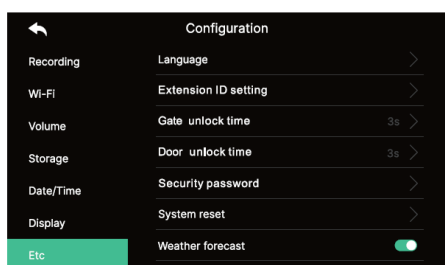 Configuration
Recording
Wi-Fi
Volume
Storage
Date/Time
Display
Etc
Language
Extension ID setting
Gate unlock time 3s
Door unlock time 3s
Security password
System reset
Weather forecast